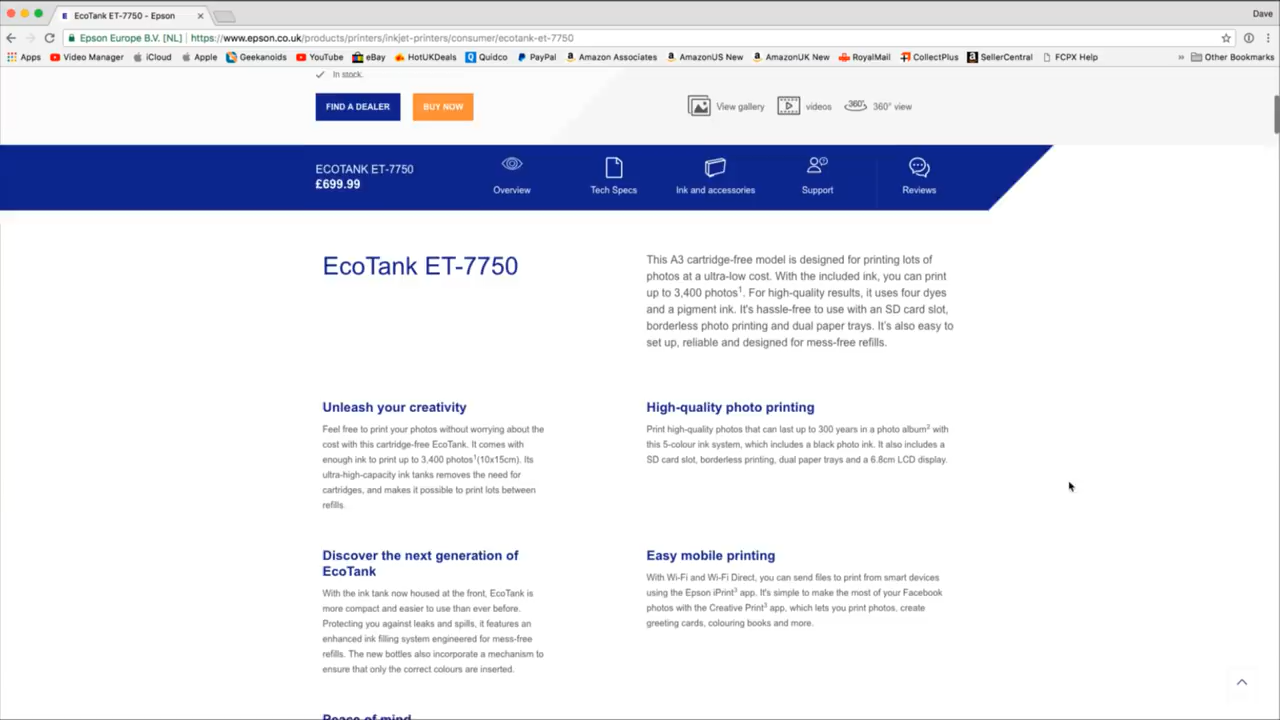 EcoTank ET-7750 - Epson
Dave
Epson Europe B.V. [NL] https://www.epson.co.uk/products/printers/inkjet-printers/consumer/ecotank-et-7750
Apps Video Manager iCloud Apple Geekanoids YouTube eBay HotUKDeals Quidco PayPal Amazon Associates AmazonUS New AmazonUK New RoyalMail CollectPlus SellerCentral FCPX Help » Other Bookmarks
In stock.
FIND A DEALER BUY NOW View gallery videos 360° 360° view
ECOTANK ET-7750
£699.99
Overview Tech Specs Ink and accessories Support Reviews
EcoTank ET-7750
This A3 cartridge-free model is designed for printing lots of
photos at a ultra-low cost. With the included ink, you can print
up to 3,400 photos¹. For high-quality results, it uses four dyes
and a pigment ink. It's hassle-free to use with an SD card slot,
borderless photo printing and dual paper trays. It's also easy to
set up, reliable and designed for mess-free refills.
Unleash your creativity
Feel free to print your photos without worrying about the
cost with this cartridge-free EcoTank. It comes with
enough ink to print up to 3,400 photos¹(10x15cm). Its
ultra-high-capacity ink tanks removes the need for
cartridges, and makes it possible to print lots between
refills.
High-quality photo printing
Print high-quality photos that can last up to 300 years in a photo album² with
this 5-colour ink system, which includes a black photo ink. It also includes a
SD card slot, borderless printing, dual paper trays and a 6.8cm LCD display.
Discover the next generation of
EcoTank
With the ink tank now housed at the front, EcoTank is
more compact and easier to use than ever before.
Protecting you against leaks and spills, it features an
enhanced ink filling system engineered for mess-free
refills. The new bottles also incorporate a mechanism to
ensure that only the correct colours are inserted.
Easy mobile printing
With Wi-Fi and Wi-Fi Direct, you can send files to print from smart devices
using the Epson iPrint³ app. It's simple to make the most of your Facebook
photos with the Creative Print³ app, which lets you print photos, create
greeting cards, colouring books and more.
Peace of mind